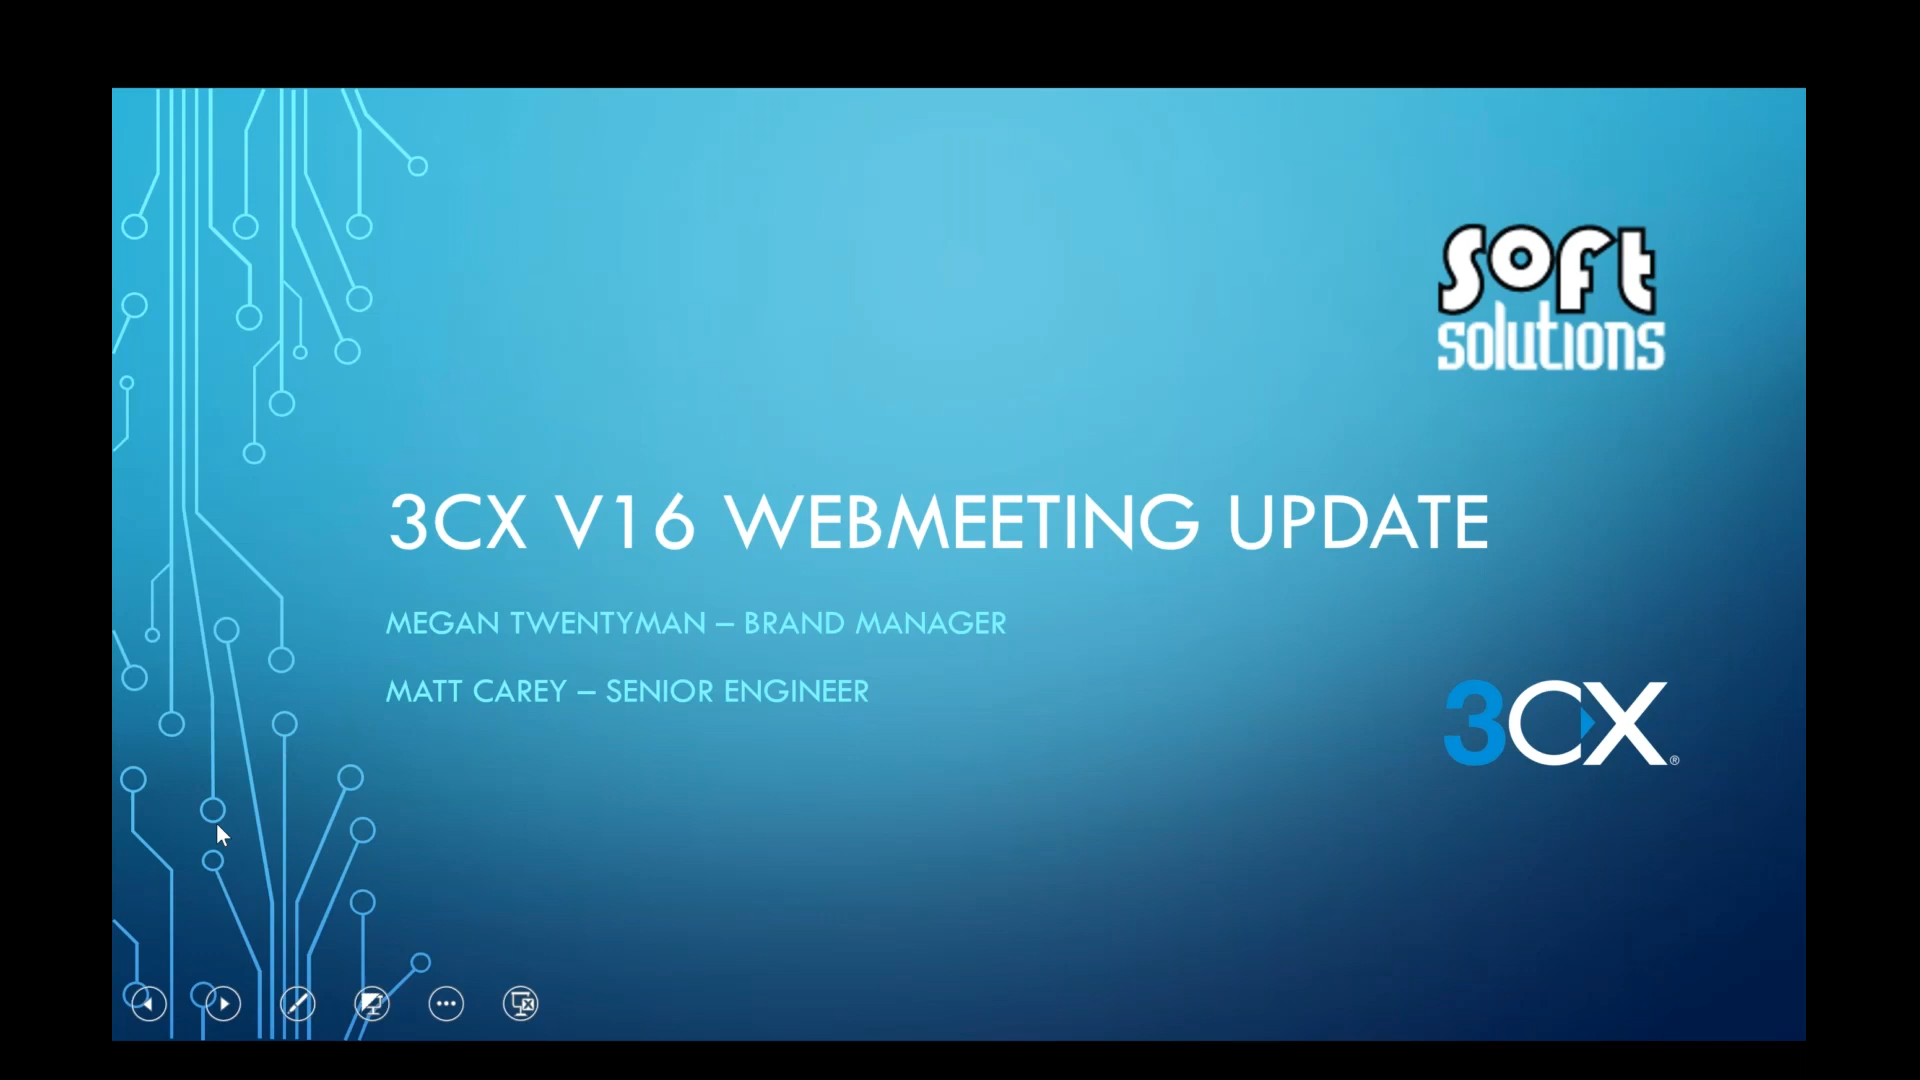 soft
solutions
3CX V16 WEBMEETING UPDATE
MEGAN TWENTYMAN – BRAND MANAGER
MATT CAREY – SENIOR ENGINEER
3CX®